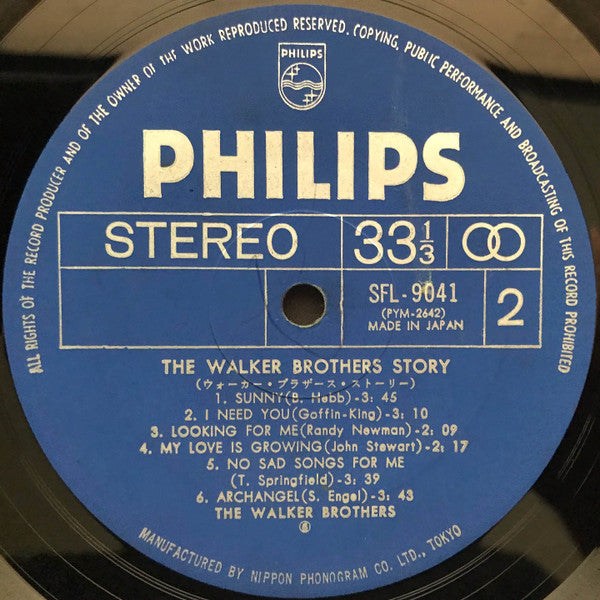 ALL RIGHTS OF THE RECORD PRODUCER AND OF THE OWNER OF THE WORK REPRODUCED RESERVED. COPYING, PUBLIC PERFORMANCE AND BROADCASTING OF THIS RECORD PROHIBITED
PHILIPS
PHILIPS
STEREO 33 1/3
SFL-9041 2
(PYM-2642)
MADE IN JAPAN
THE WALKER BROTHERS STORY
(ウォーカー・ブラザース・ストーリー)
1. SUNNY(B. Hebb)-3: 45
2. I NEED YOU(Goffin-King)-3: 10
3. LOOKING FOR ME(Randy Newman)-2: 09
4. MY LOVE IS GROWING(John Stewart)-2: 17
5. NO SAD SONGS FOR ME
(T. Springfield)-3: 39
6. ARCHANGEL(S. Engel)-3: 43
THE WALKER BROTHERS
MANUFACTURED BY NIPPON PHONOGRAM CO. LTD., TOKYO